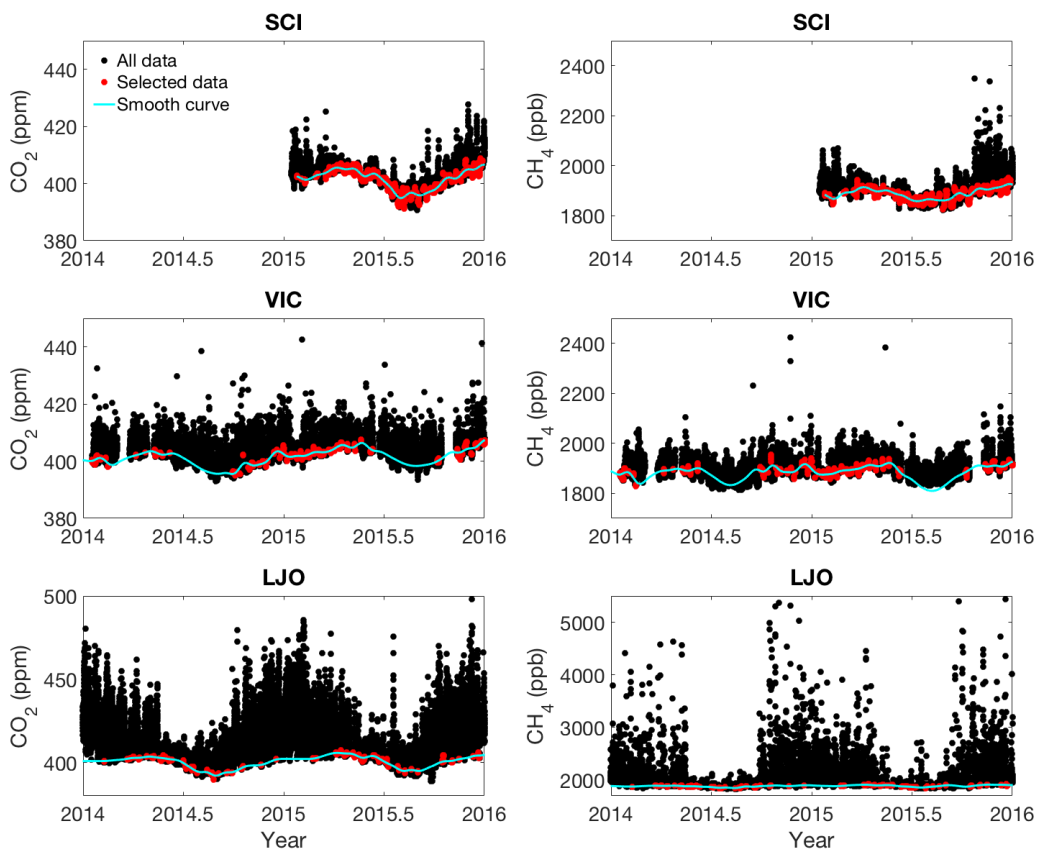 SCI
CO2 (ppm)
440
420
400
380
All data
Selected data
Smooth curve
2014 2014.5 2015 2015.5 2016
SCI
CH4 (ppb)
2400
2200
2000
1800
2014 2014.5 2015 2015.5 2016
VIC
CO2 (ppm)
440
420
400
380
2014 2014.5 2015 2015.5 2016
VIC
CH4 (ppb)
2400
2200
2000
1800
2014 2014.5 2015 2015.5 2016
LJO
CO2 (ppm)
500
450
400
2014 2014.5 2015 2015.5 2016
Year
LJO
CH4 (ppb)
5000
4000
3000
2000
2014 2014.5 2015 2015.5 2016
Year